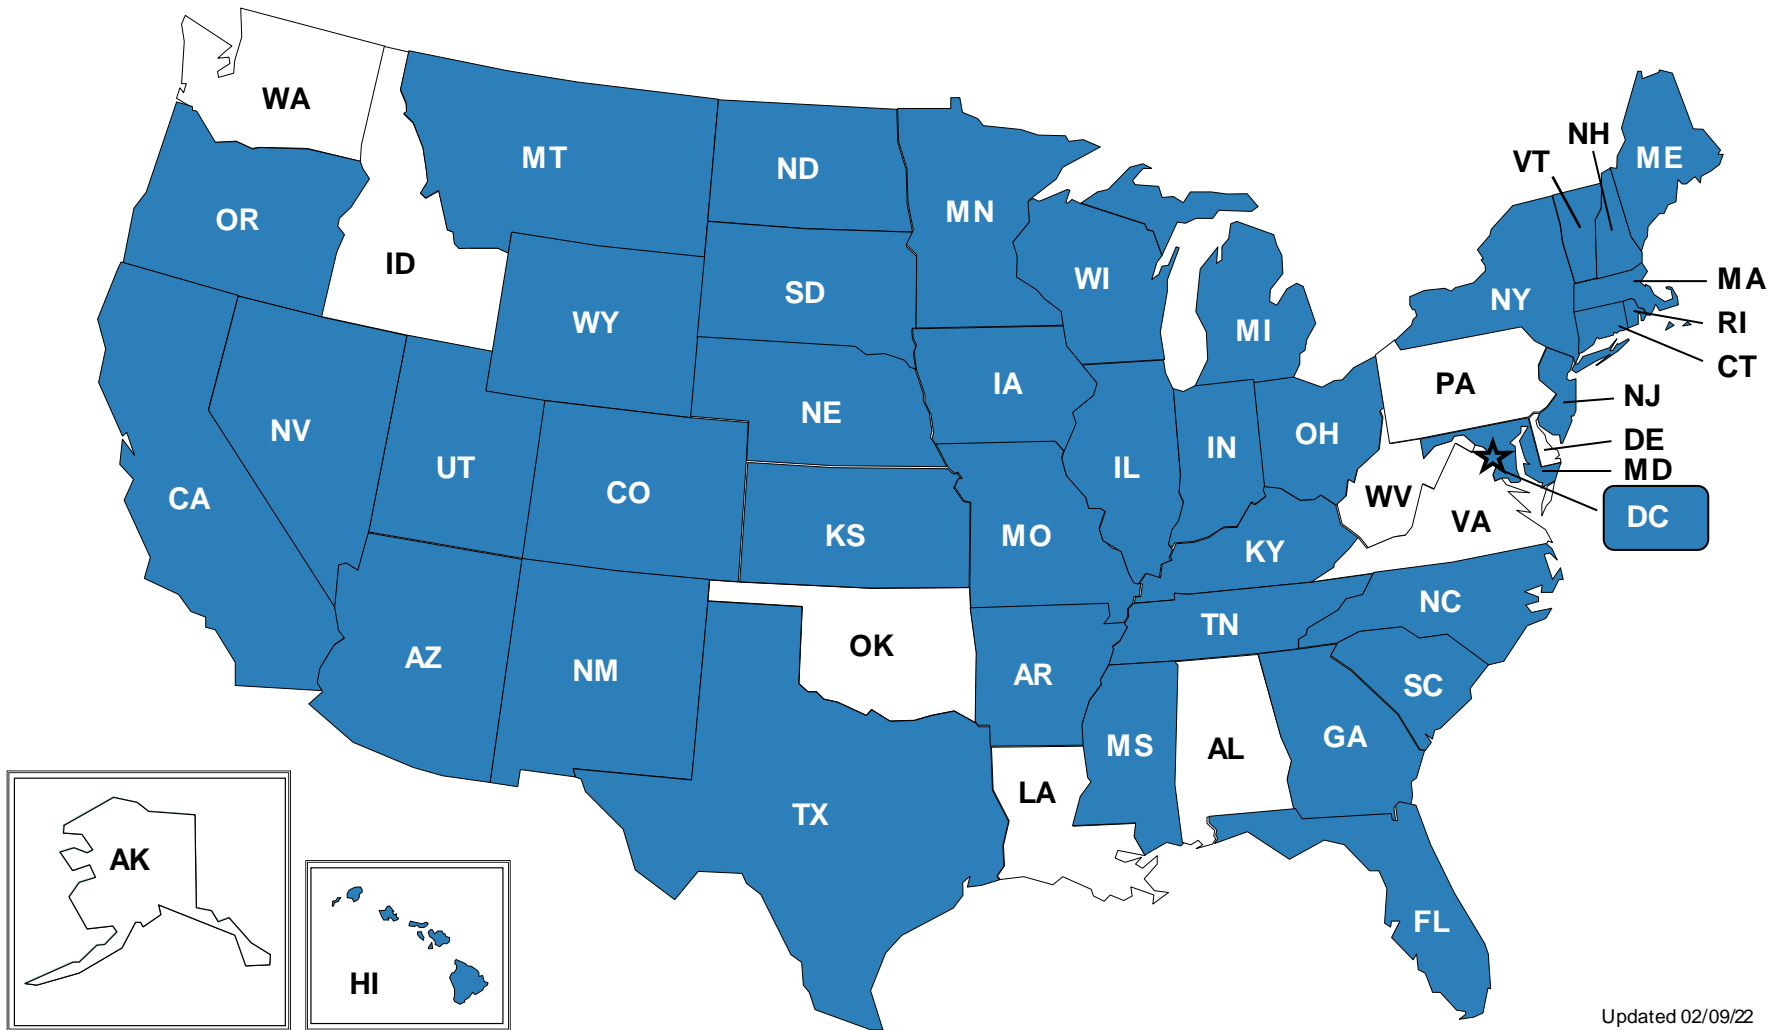 WA
NH
VT
ME
MT
ND
MN
OR
ID
WI
MA
SD
NY
WY
RI
MI
CT
IA
PA
NJ
NE
NV
OH
DE
IN
UT
IL
MD
CO
CA
WV
DC
VA
KS
MO
KY
NC
TN
OK
AZ
NM
AR
SC
GA
MS
AL
LA
TX
AK
FL
HI
Updated 02/09/22